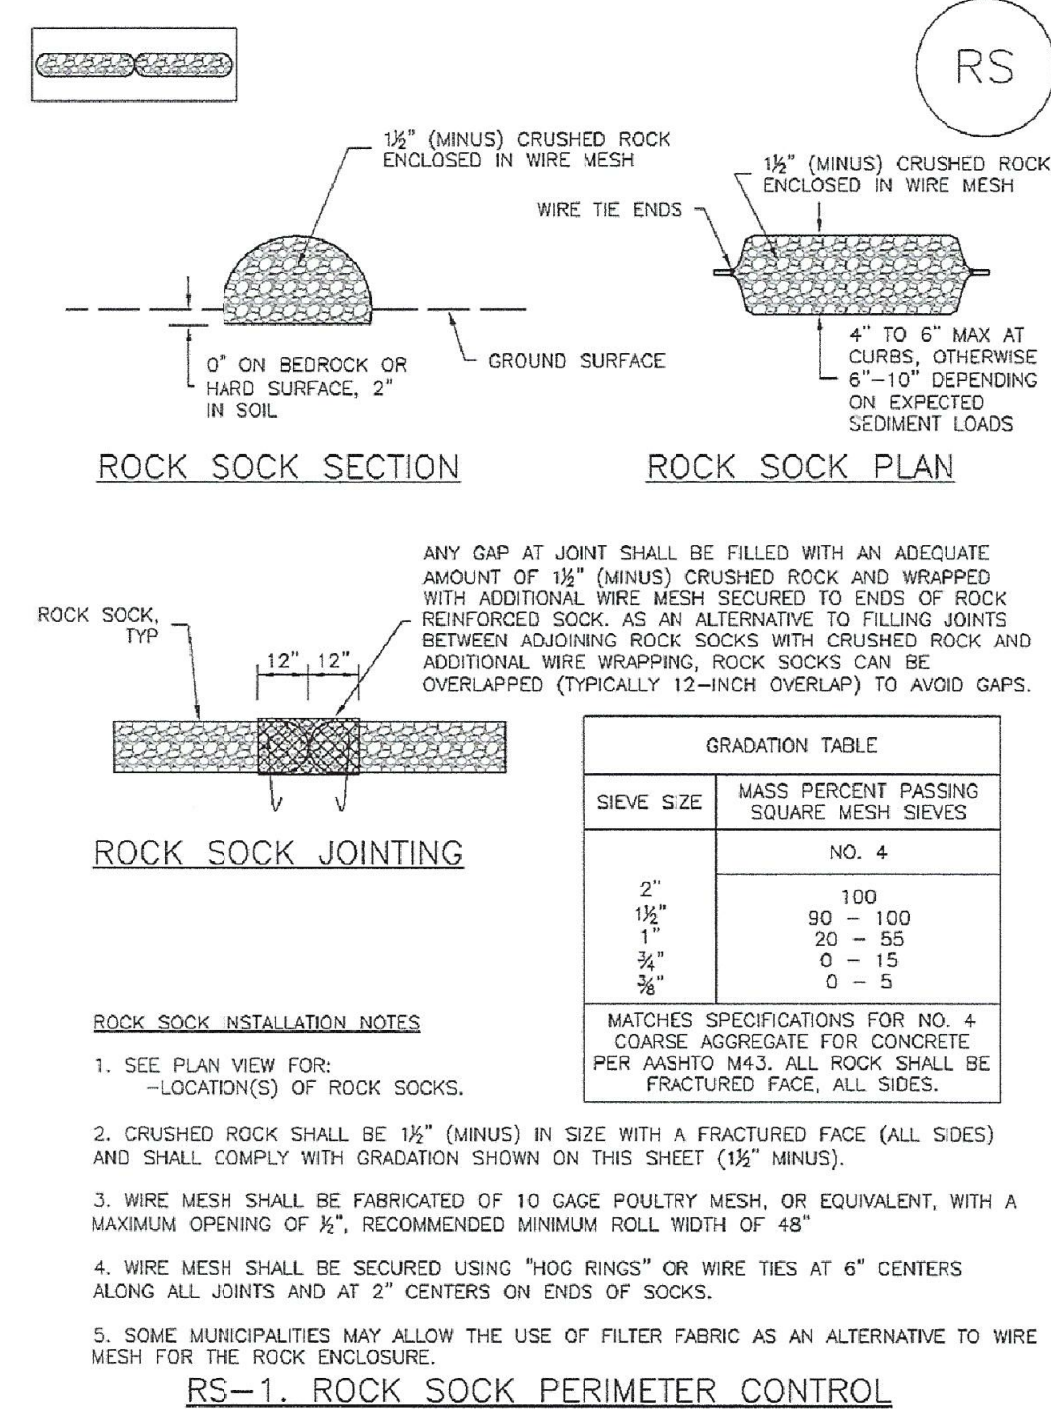 RS
1½" (MINUS) CRUSHED ROCK
ENCLOSED IN WIRE MESH
1½" (MINUS) CRUSHED ROCK
ENCLOSED IN WIRE MESH
WIRE TIE ENDS
GROUND SURFACE
0" ON BEDROCK OR
HARD SURFACE, 2"
IN SOIL
4" TO 6" MAX AT
CURBS, OTHERWISE
6"-10" DEPENDING
ON EXPECTED
SEDIMENT LOADS
ROCK SOCK SECTION
ROCK SOCK PLAN
ANY GAP AT JOINT SHALL BE FILLED WITH AN ADEQUATE
AMOUNT OF 1½" (MINUS) CRUSHED ROCK AND WRAPPED
WITH ADDITIONAL WIRE MESH SECURED TO ENDS OF ROCK
REINFORCED SOCK. AS AN ALTERNATIVE TO FILLING JOINTS
BETWEEN ADJOINING ROCK SOCKS WITH CRUSHED ROCK AND
ADDITIONAL WIRE WRAPPING, ROCK SOCKS CAN BE
OVERLAPPED (TYPICALLY 12-INCH OVERLAP) TO AVOID GAPS.
ROCK SOCK,
TYP
12" 12"
ROCK SOCK JOINTING
GRADATION TABLE
SIEVE SIZE
MASS PERCENT PASSING
SQUARE MESH SIEVES
NO. 4
2" 100
1½" 90 - 100
1" 20 - 55
¾" 0 - 15
⅜" 0 - 5
MATCHES SPECIFICATIONS FOR NO. 4
COARSE AGGREGATE FOR CONCRETE
PER AASHTO M43. ALL ROCK SHALL BE
FRACTURED FACE, ALL SIDES.
ROCK SOCK INSTALLATION NOTES
1. SEE PLAN VIEW FOR:
-LOCATION(S) OF ROCK SOCKS.
2. CRUSHED ROCK SHALL BE 1½" (MINUS) IN SIZE WITH A FRACTURED FACE (ALL SIDES)
AND SHALL COMPLY WITH GRADATION SHOWN ON THIS SHEET (1½" MINUS).
3. WIRE MESH SHALL BE FABRICATED OF 10 GAGE POULTRY MESH, OR EQUIVALENT, WITH A
MAXIMUM OPENING OF ½", RECOMMENDED MINIMUM ROLL WIDTH OF 48"
4. WIRE MESH SHALL BE SECURED USING "HOG RINGS" OR WIRE TIES AT 6" CENTERS
ALONG ALL JOINTS AND AT 2" CENTERS ON ENDS OF SOCKS.
5. SOME MUNICIPALITIES MAY ALLOW THE USE OF FILTER FABRIC AS AN ALTERNATIVE TO WIRE
MESH FOR THE ROCK ENCLOSURE.
RS-1. ROCK SOCK PERIMETER CONTROL